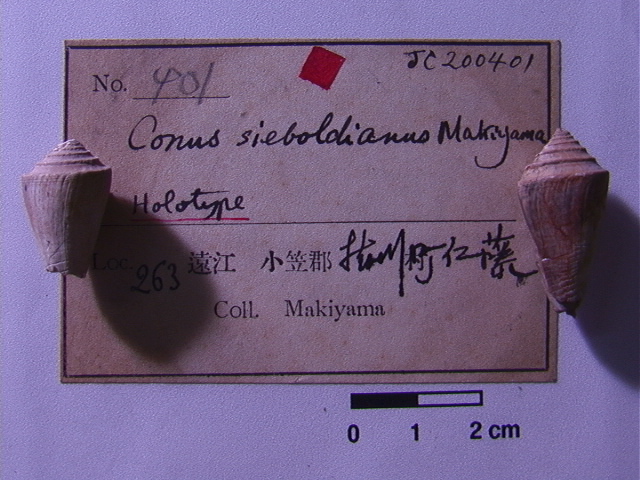 JC200401
No. 401
Conus sieboldianus Makiyama
Holotype
Loc. 263 遠江 小笠郡 掛川町仁藤
Coll. Makiyama
0 1 2 cm